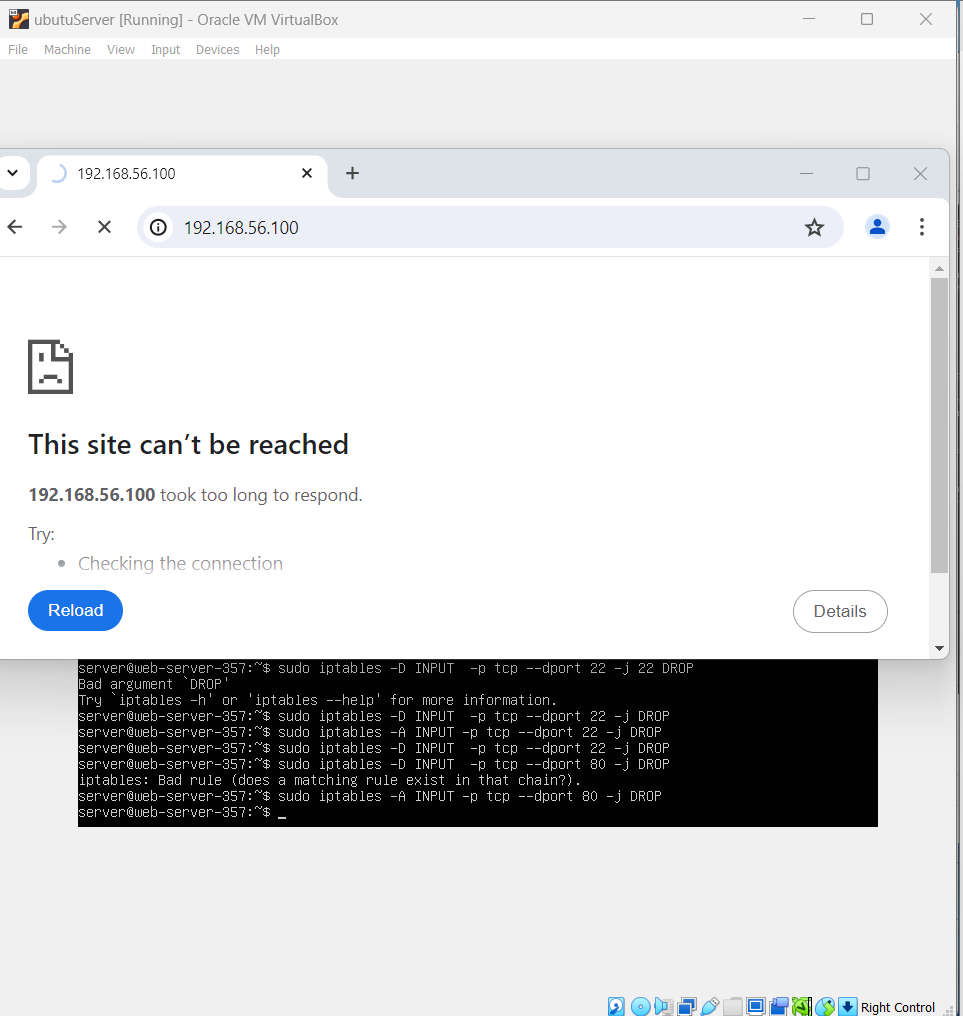 ubutuServer [Running] - Oracle VM VirtualBox
File Machine View Input Devices Help
192.168.56.100
192.168.56.100
This site can’t be reached
192.168.56.100 took too long to respond.
Try:
• Checking the connection
Reload Details
server@web-server-357:~$ sudo iptables -D INPUT  -p tcp --dport 22 -j 22 DROP
Bad argument `DROP'
Try `iptables -h' or 'iptables --help' for more information.
server@web-server-357:~$ sudo iptables -D INPUT  -p tcp --dport 22 -j DROP
server@web-server-357:~$ sudo iptables -A INPUT -p tcp --dport 22 -j DROP
server@web-server-357:~$ sudo iptables -D INPUT  -p tcp --dport 22 -j DROP
server@web-server-357:~$ sudo iptables -D INPUT  -p tcp --dport 80 -j DROP
iptables: Bad rule (does a matching rule exist in that chain?).
server@web-server-357:~$ sudo iptables -A INPUT -p tcp --dport 80 -j DROP
server@web-server-357:~$ _
Right Control